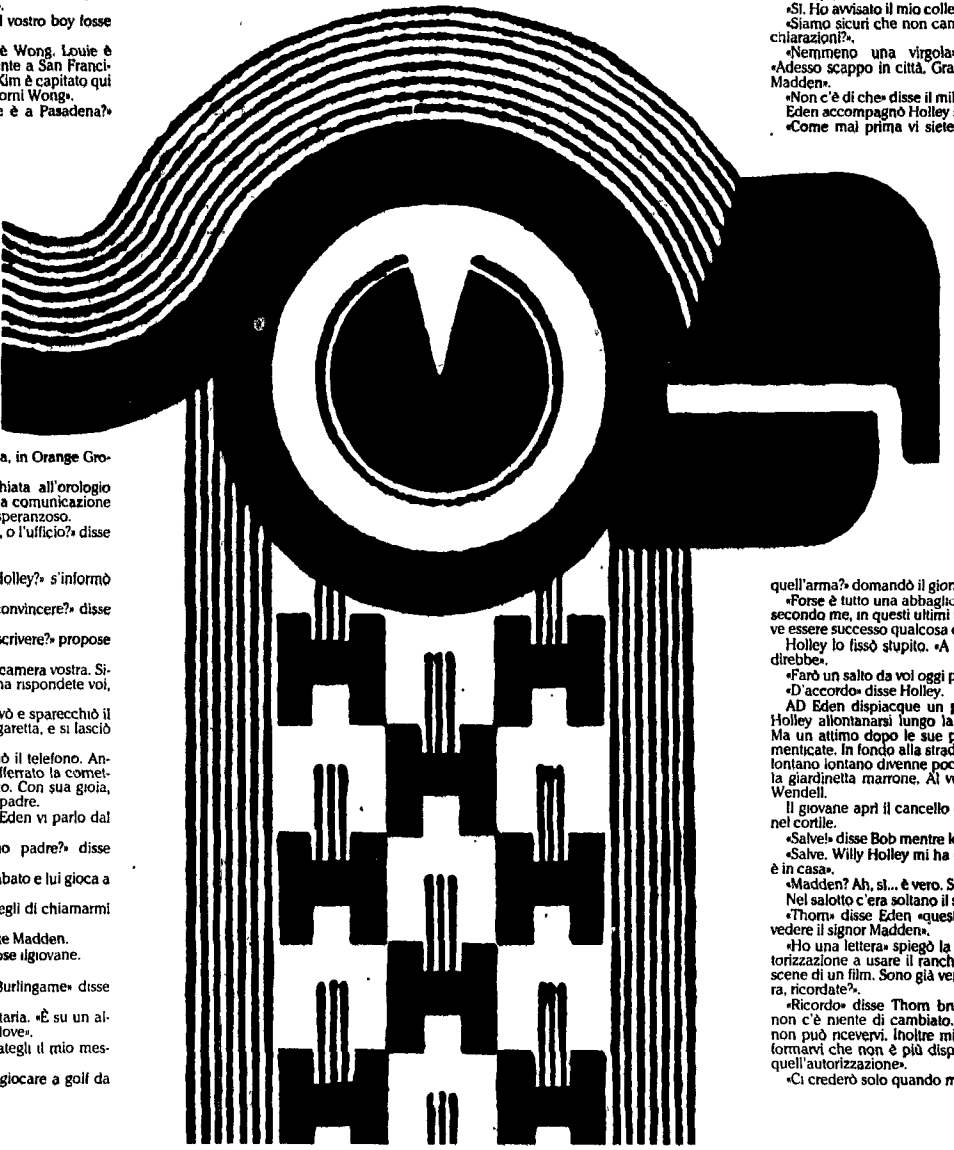 l vostro boy fosse
è Wong. Louie è
nte a San Franci-
Kim è capitato qui
orni Wong».
e è a Pasadena?»
a, in Orange Gro-
hiata all'orologio
a comunicazione
speranzoso.
, o l'ufficio?» disse
Holley?» s'informò
convincere?» disse
scrivere?» propose
camera vostra. Si-
na rispondete voi,
vò e sparecchiò il
garetta, e si lasciò
ò il telefono. An-
fferrato la cornet-
o. Con sua gioia,
padre.
Eden vi parlo dal
no padre?» disse
bato e lui gioca a
egli di chiamarmi
e Madden.
ose ilgiovane.
Burlingame» disse
taria. «È su un al-
love».
ategli il mio mes-
giocare a golf da
«Sì. Ho avvisato il mio colle
«Siamo sicuri che non can
chiarazioni?».
«Nemmeno una virgola»
«Adesso scappo in città. Gra
Madden».
«Non c'è di che» disse il mil
Eden accompagnò Holley
«Come mai prima vi siete
quell'arma?» domandò il gior
«Forse è tutto una abbaglio
secondo me, in questi ultimi
ve essere successo qualcosa
Holley lo fissò stupito. «A
direbbe».
«Farò un salto da voi oggi p
«D'accordo» disse Holley.
AD Eden dispiacque un p
Holley allontanarsi lungo la
Ma un attimo dopo le sue p
menticate. In fondo alla strad
lontano lontano divenne poc
la giardinetta marrone. Al v
Wendell.
Il giovane aprì il cancello
nel cortile.
«Salve!» disse Bob mentre l
«Salve. Willy Holley mi ha
è in casa».
«Madden? Ah, sì... è vero. S
Nel salotto c'era soltano il s
«Thorn» disse Eden «ques
vedere il signor Madden».
«Ho una lettera» spiegò la
torizzazione a usare il ranch
scene di un film. Sono già ve
ra, ricordate?».
«Ricordo» disse Thorn bru
non c'è niente di cambiato.
non può ricevervi. Inoltre mi
formarvi che non è più disp
quell'autorizzazione».
«Ci crederò solo quando m